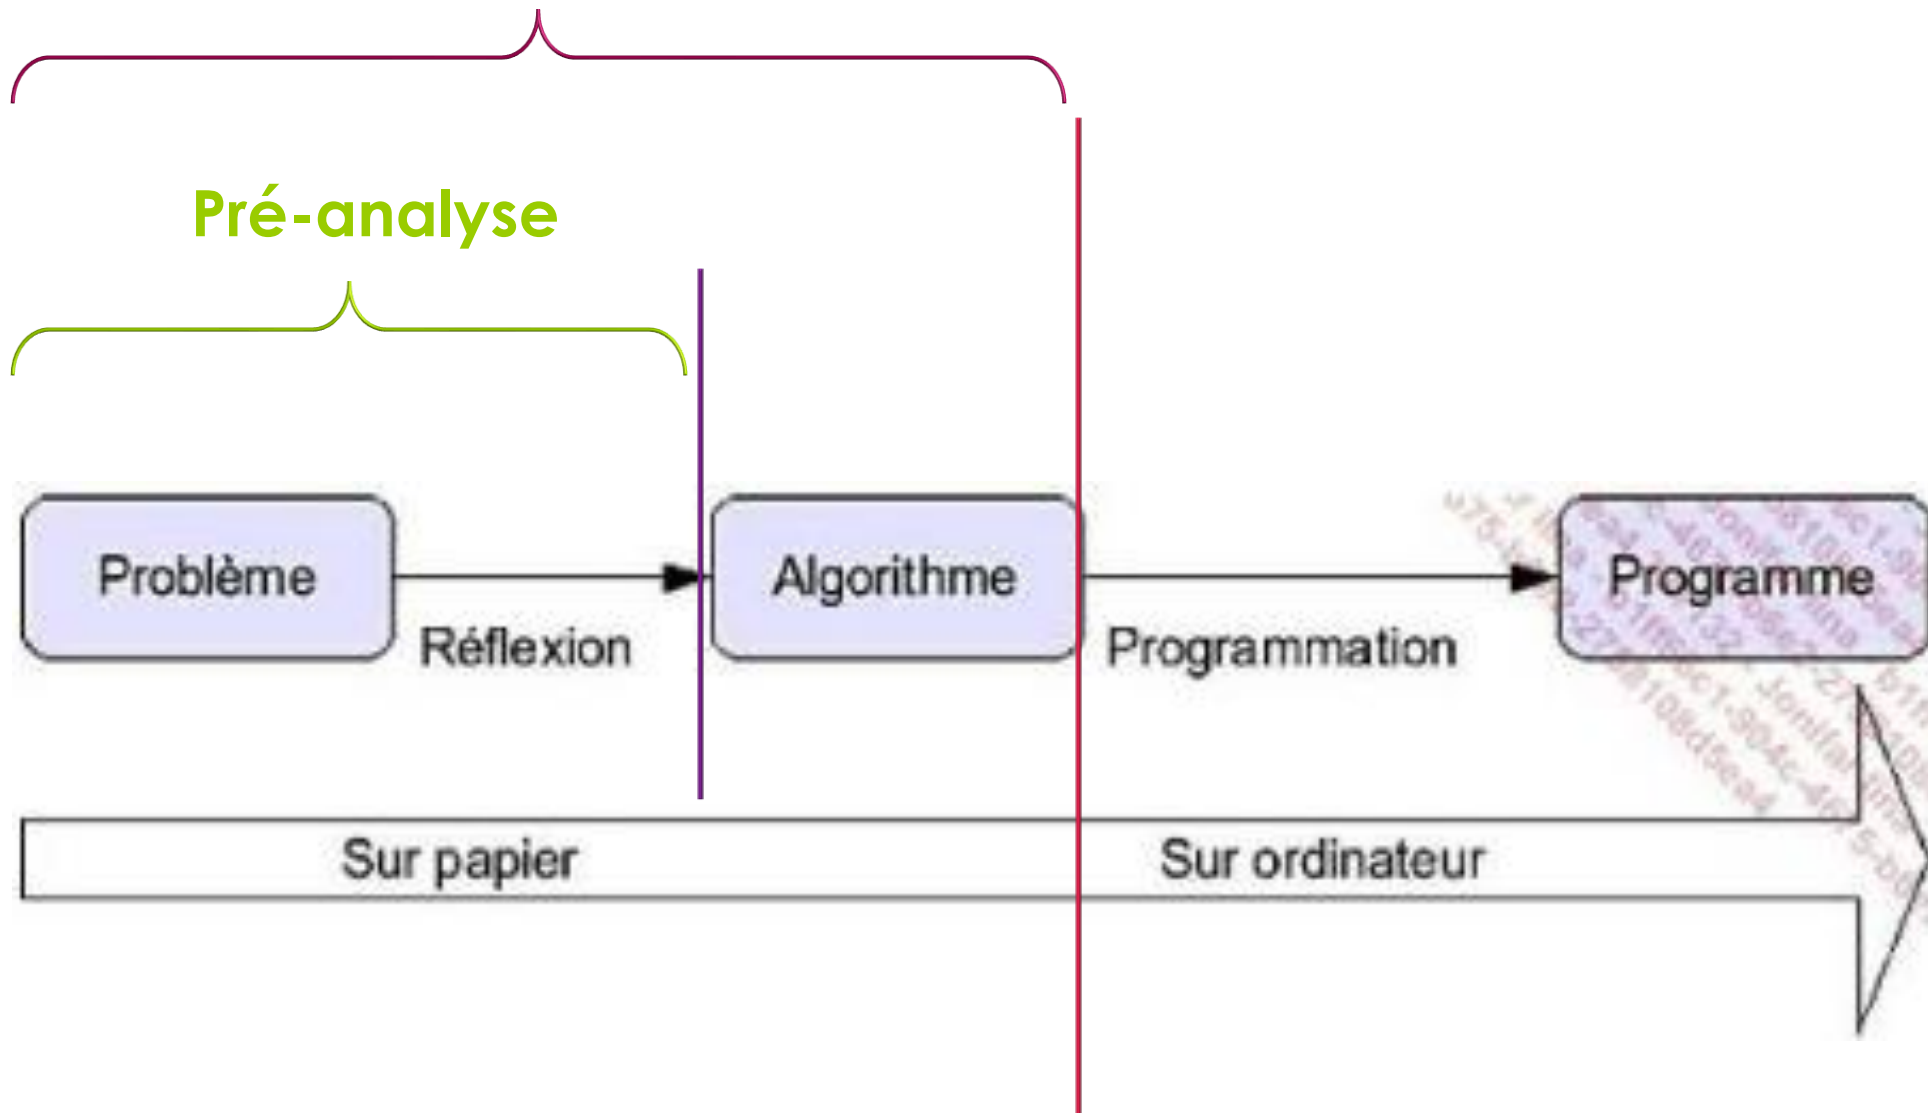 Pré-analyse
Problème
Algorithme
Programme
Réflexion
Programmation
Sur papier
Sur ordinateur